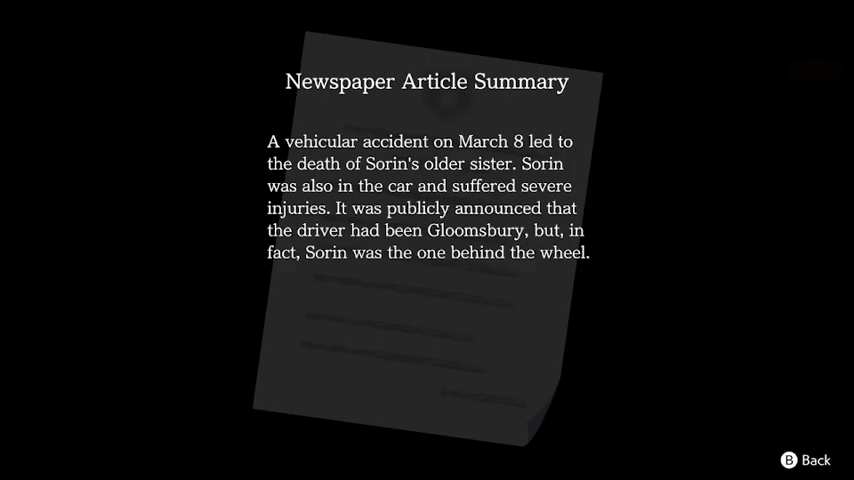 Newspaper Article Summary
A vehicular accident on March 8 led to
the death of Sorin's older sister. Sorin
was also in the car and suffered severe
injuries. It was publicly announced that
the driver had been Gloomsbury, but, in
fact, Sorin was the one behind the wheel.
B Back